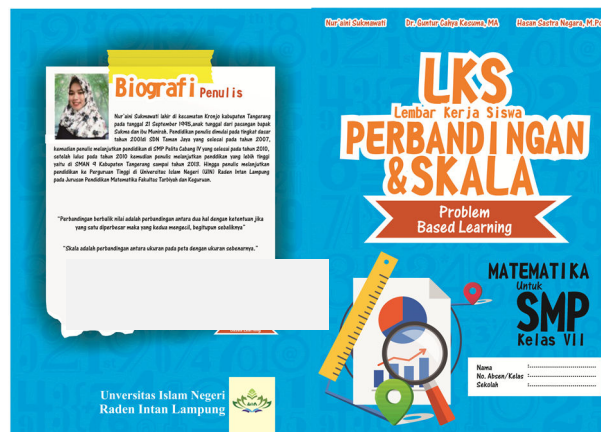 Biografi Penulis
Nur'aini Sukmawati lahir di kecamatan Kronjo kabupaten Tangerang
pada tanggal 21 September 1995,anak tunggal dari pasangan bapak
Sukma dan ibu Munirah. Pendidikan penulis dimulai pada tingkat dasar
tahun 2001di SDN Taman Jaya yang selesai pada tahun 2007,
kemudian penulis melanjutkan pendidikan di SMP Palita Cabang IV yang selesai pada tahun 2010,
setelah lulus pada tahun 2010 kemudian penulis melanjutkan pendidikan yang lebih tinggi
yaitu di SMAN 9 Kabupaten Tangerang sampai tahun 2013. Hingga penulis melanjutkan
pendidikan ke Perguruan Tinggi di Universitas Islam Negeri (UIN) Raden Intan Lampung
pada Jurusan Pendidikan Matematika Fakultas Tarbiyah dan Keguruan.
"Perbandingan berbalik nilai adalah perbandingan antara dua hal dengan ketentuan jika
yang satu diperbesar maka yang kedua mengecil, begitupun sebaliknya"
"Skala adalah perbandingan antara ukuran pada peta dengan ukuran sebenarnya."
Unversitas Islam Negeri
Raden Intan Lampung
Nur'aini Sukmawati Dr. Guntur Cahya Kesuma, MA Hasan Sastra Negara, M.Pd
LKS
Lembar Kerja Siswa
PERBANDINGAN
&SKALA
Problem
Based Learning
MATEMATIKA
Untuk
SMP
Kelas VII
Nama :
No. Absen/Kelas :
Sekolah :